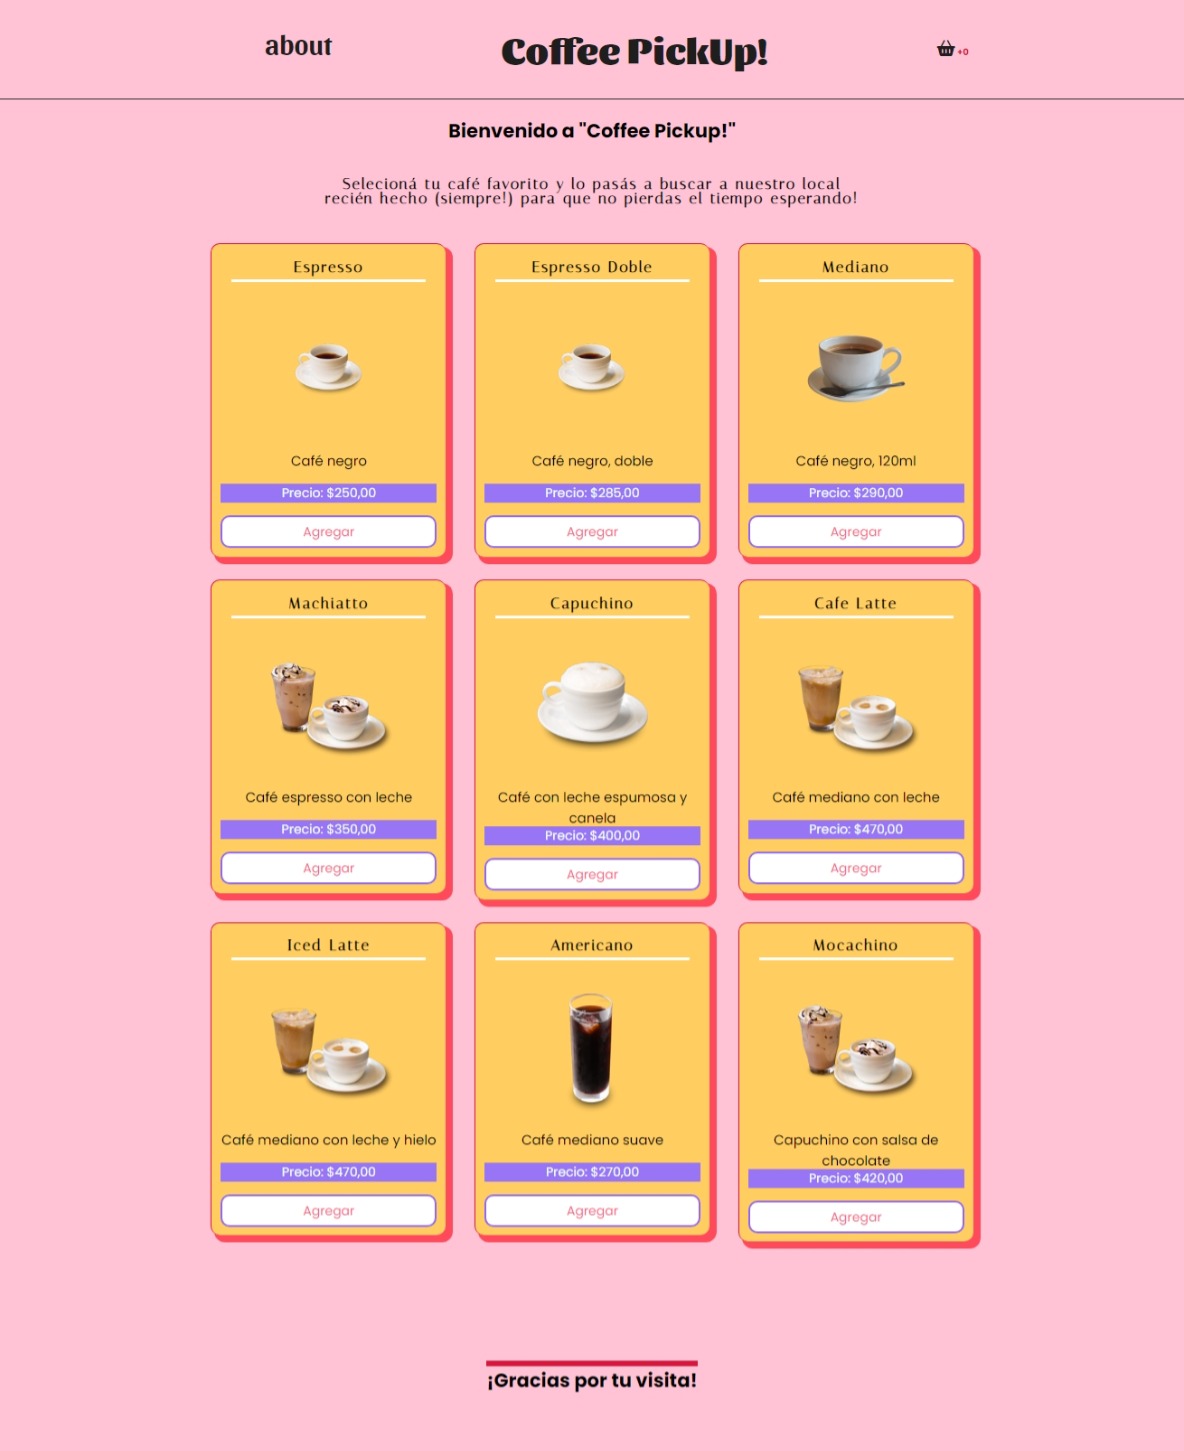 about
Coffee PickUp!
+0
Bienvenido a "Coffee Pickup!"
Selecioná tu café favorito y lo pasás a buscar a nuestro local
recién hecho (siempre!) para que no pierdas el tiempo esperando!
Espresso
Café negro
Precio: $250,00
Agregar
Espresso Doble
Café negro, doble
Precio: $285,00
Agregar
Mediano
Café negro, 120ml
Precio: $290,00
Agregar
Machiatto
Café espresso con leche
Precio: $350,00
Agregar
Capuchino
Café con leche espumosa y
canela
Precio: $400,00
Agregar
Cafe Latte
Café mediano con leche
Precio: $470,00
Agregar
Iced Latte
Café mediano con leche y hielo
Precio: $470,00
Agregar
Americano
Café mediano suave
Precio: $270,00
Agregar
Mocachino
Capuchino con salsa de
chocolate
Precio: $420,00
Agregar
¡Gracias por tu visita!